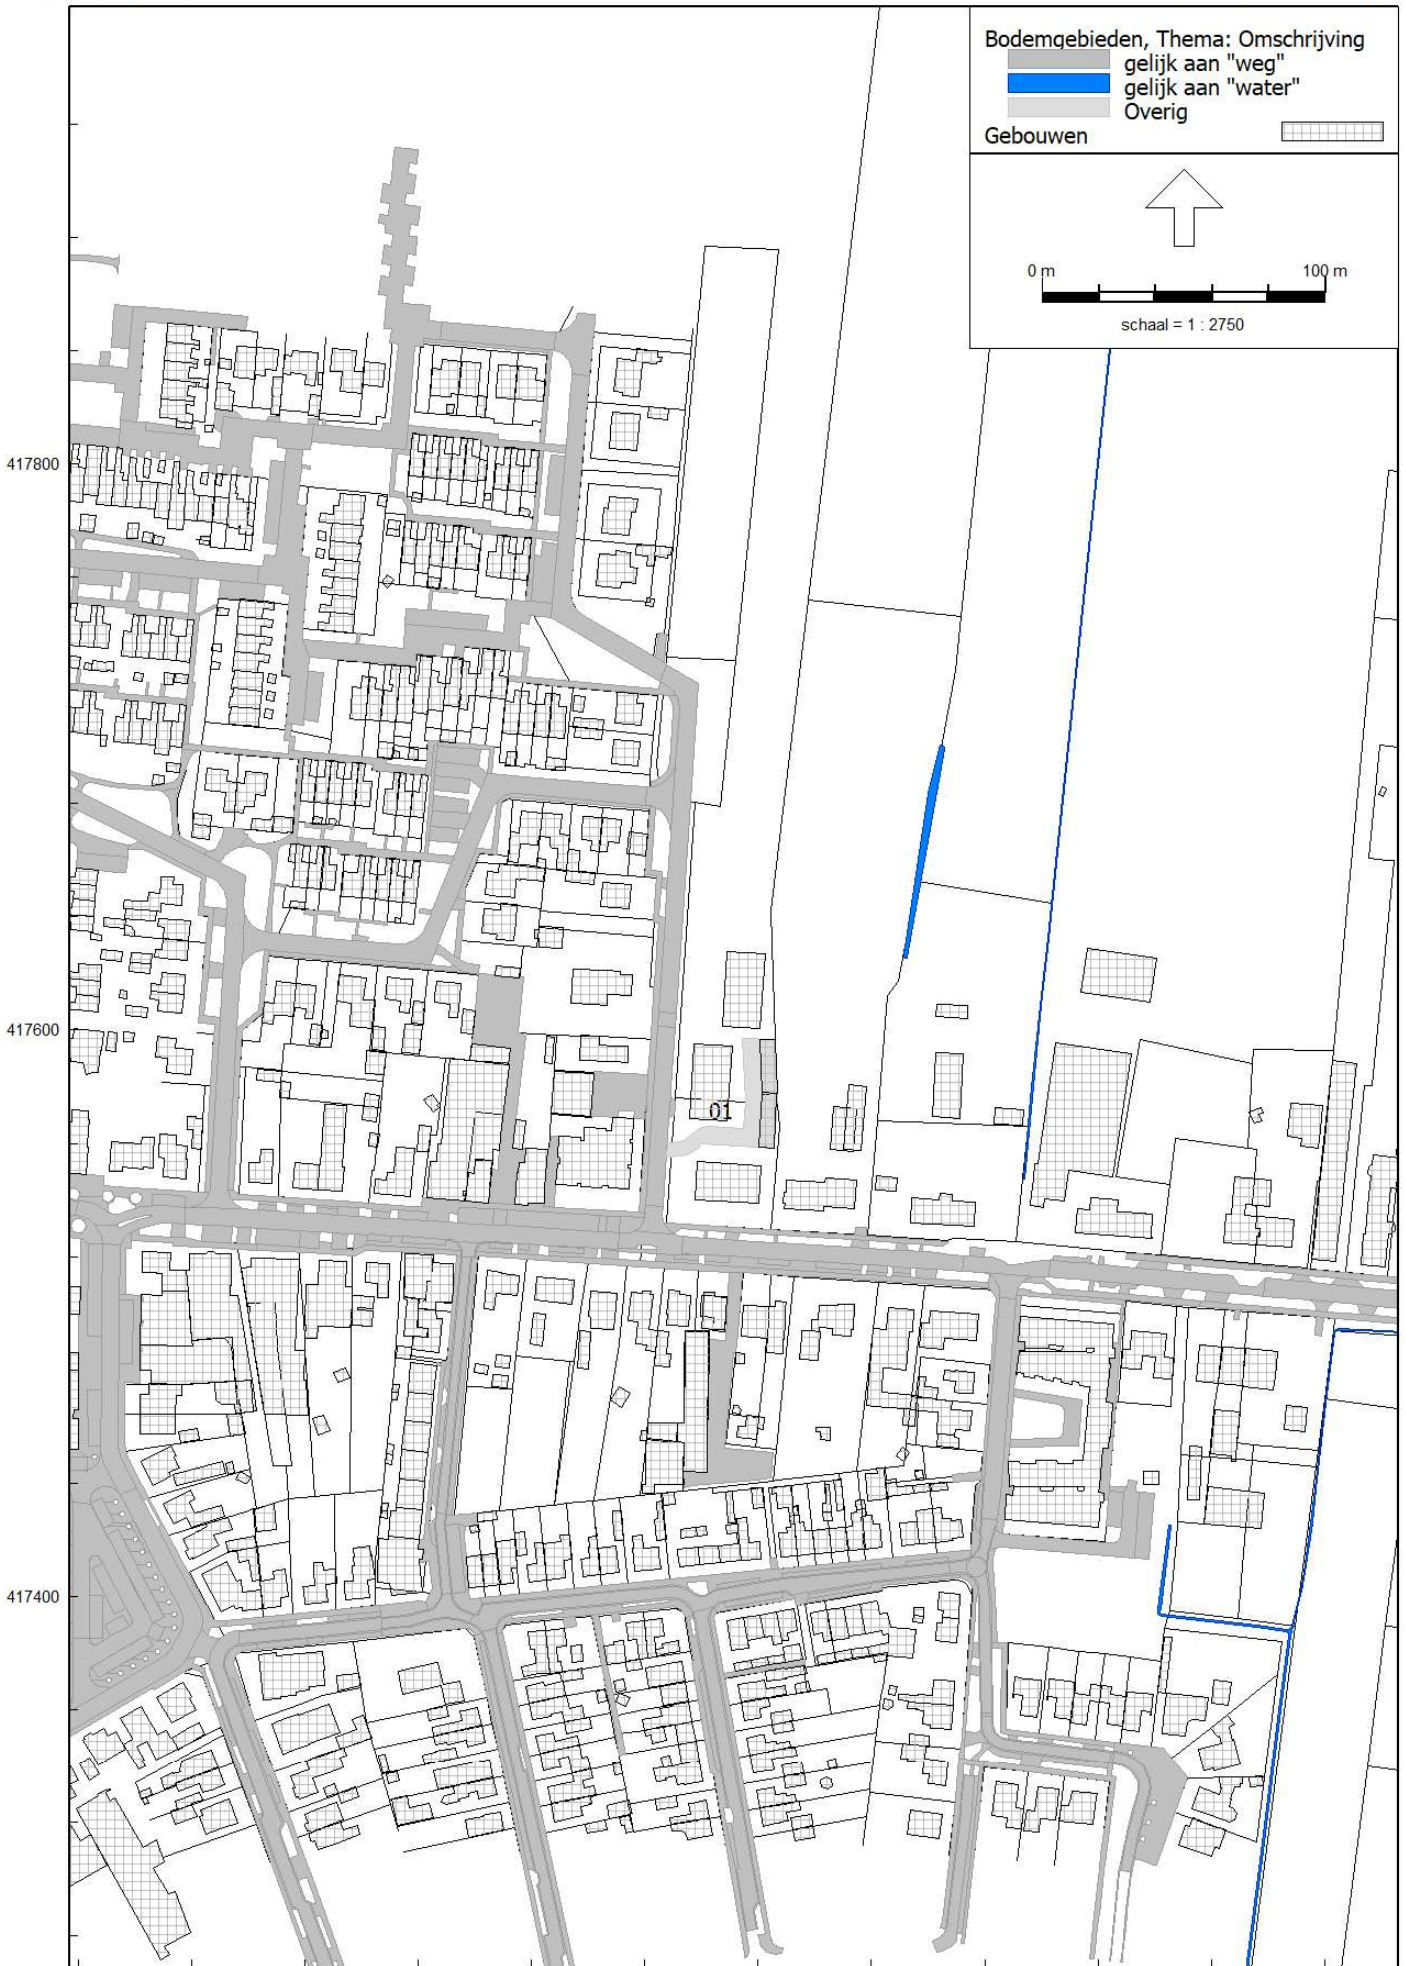 Bodemgebieden, Thema: Omschrijving
gelijk aan "weg"
gelijk aan "water"
Overig
Gebouwen
0 m 100 m
schaal = 1 : 2750
417800
417600
01
417400